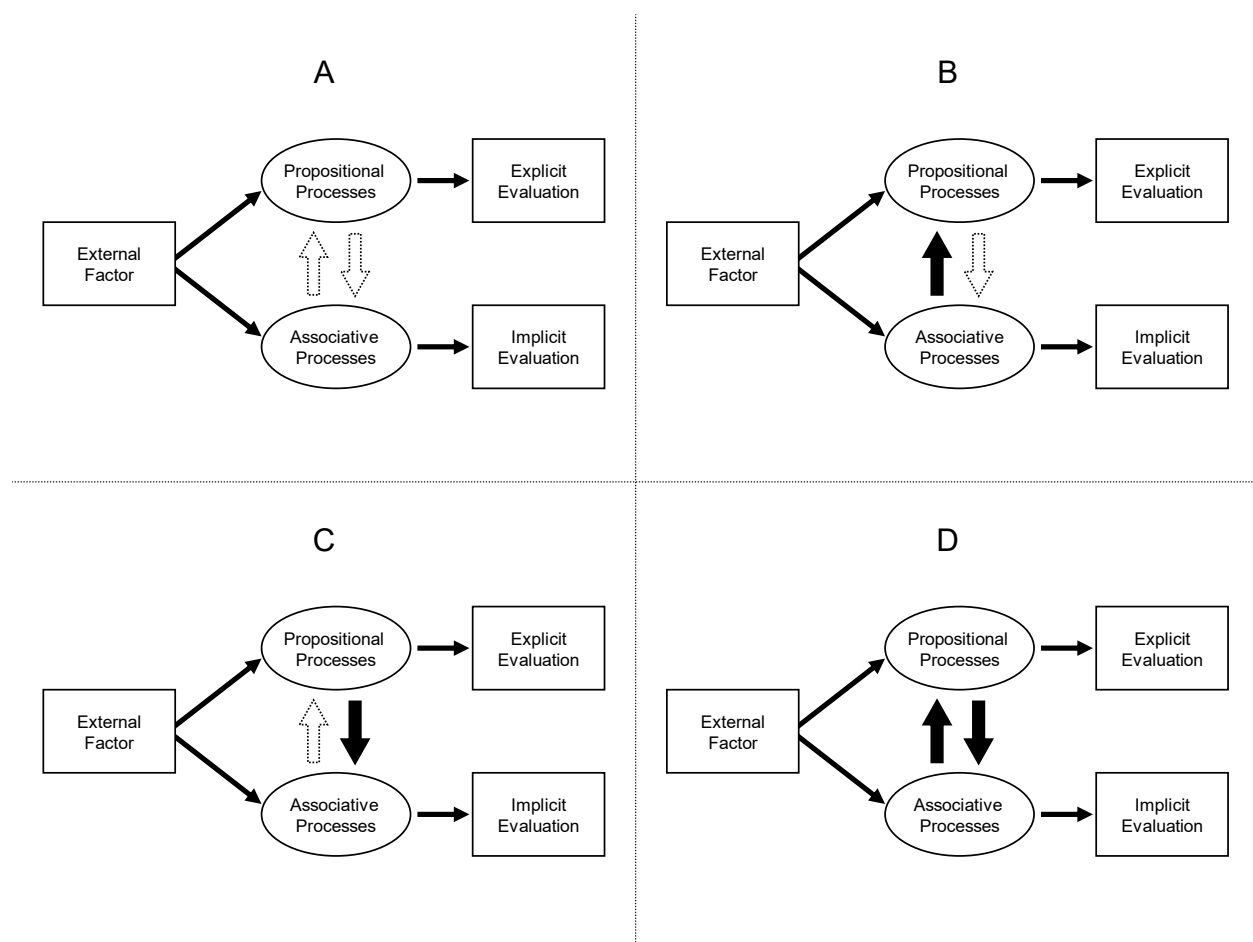 A
Propositional
Processes
Explicit
Evaluation
External
Factor
Associative
Processes
Implicit
Evaluation
B
Propositional
Processes
Explicit
Evaluation
External
Factor
Associative
Processes
Implicit
Evaluation
C
Propositional
Processes
Explicit
Evaluation
External
Factor
Associative
Processes
Implicit
Evaluation
D
Propositional
Processes
Explicit
Evaluation
External
Factor
Associative
Processes
Implicit
Evaluation